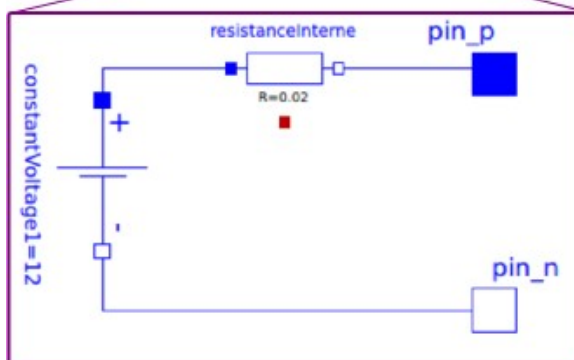 resistanceInterne
pin_p
R=0.02
constantVoltage1=12
+
-
pin_n